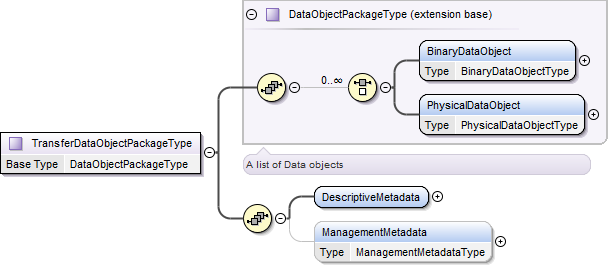 DataObjectPackageType (extension base)
BinaryDataObject
Type BinaryDataObjectType
0..∞
PhysicalDataObject
Type PhysicalDataObjectType
TransferDataObjectPackageType
Base Type DataObjectPackageType
A list of Data objects
DescriptiveMetadata
ManagementMetadata
Type ManagementMetadataType